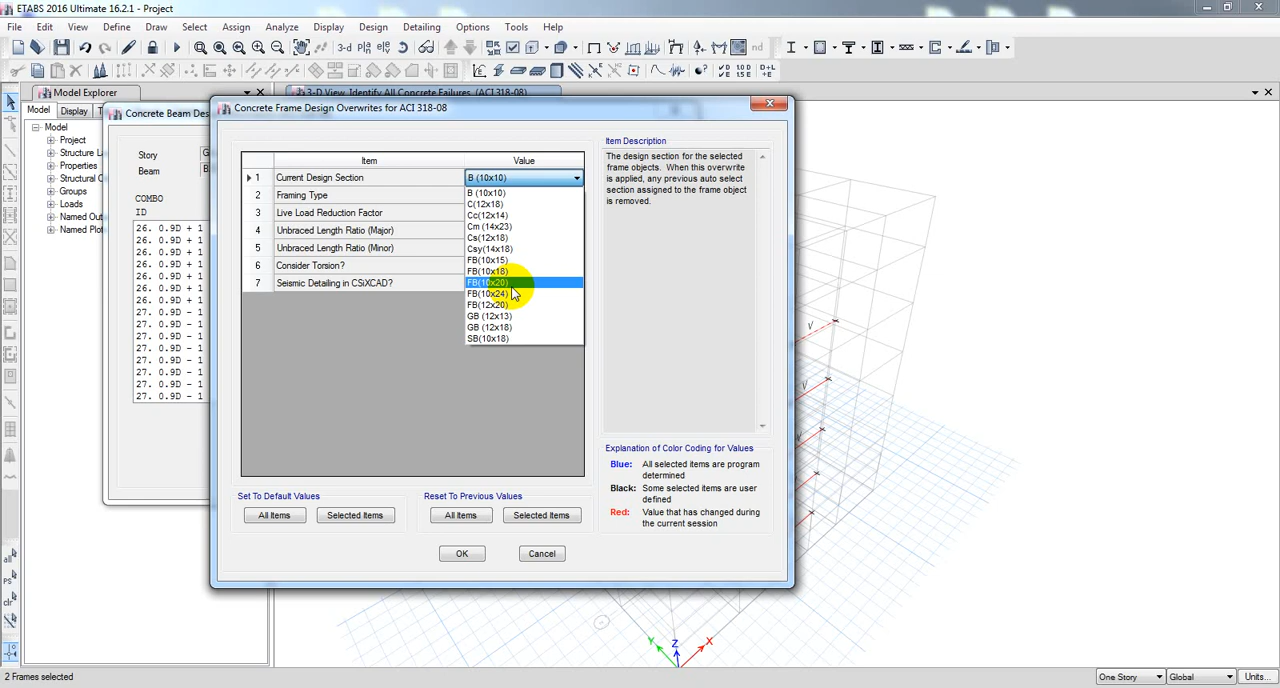 ETABS 2016 Ultimate 16.2.1 - Project
File Edit View Define Draw Select Assign Analyze Display Design Detailing Options Tools Help
3-d
nd
Model Explorer
3-D View Identify All Concrete Failures (ACI 318-08)
Model Display
Model
Project
Structure La
Properties
Structural O
Groups
Loads
Named Out
Named Plot
Concrete Beam Des
Story G
Beam B
COMBO
ID
26. 0.9D + 1
26. 0.9D + 1
26. 0.9D + 1
26. 0.9D + 1
26. 0.9D + 1
26. 0.9D + 1
26. 0.9D + 1
27. 0.9D - 1
27. 0.9D - 1
27. 0.9D - 1
27. 0.9D - 1
27. 0.9D - 1
27. 0.9D - 1
27. 0.9D - 1
27. 0.9D - 1
Concrete Frame Design Overwrites for ACI 318-08
Item Value
1 Current Design Section B (10x10)
2 Framing Type
3 Live Load Reduction Factor
4 Unbraced Length Ratio (Major)
5 Unbraced Length Ratio (Minor)
6 Consider Torsion?
7 Seismic Detailing in CSiXCAD?
B (10x10)
C(12x18)
Cc(12x14)
Cm (14x23)
Cs(12x18)
Csy(14x18)
FB(10x15)
FB(10x18)
FB(10x20)
FB(10x24)
FB(12x20)
GB (12x13)
GB (12x18)
SB(10x18)
Item Description
The design section for the selected
frame objects. When this overwrite
is applied, any previous auto select
section assigned to the frame object
is removed.
Explanation of Color Coding for Values
Blue: All selected items are program
determined
Black: Some selected items are user
defined
Red: Value that has changed during
the current session
Set To Default Values
All Items Selected Items
Reset To Previous Values
All Items Selected Items
OK Cancel
V
V
V
Y Z X
all
PS
clr
2 Frames selected
One Story Global Units...